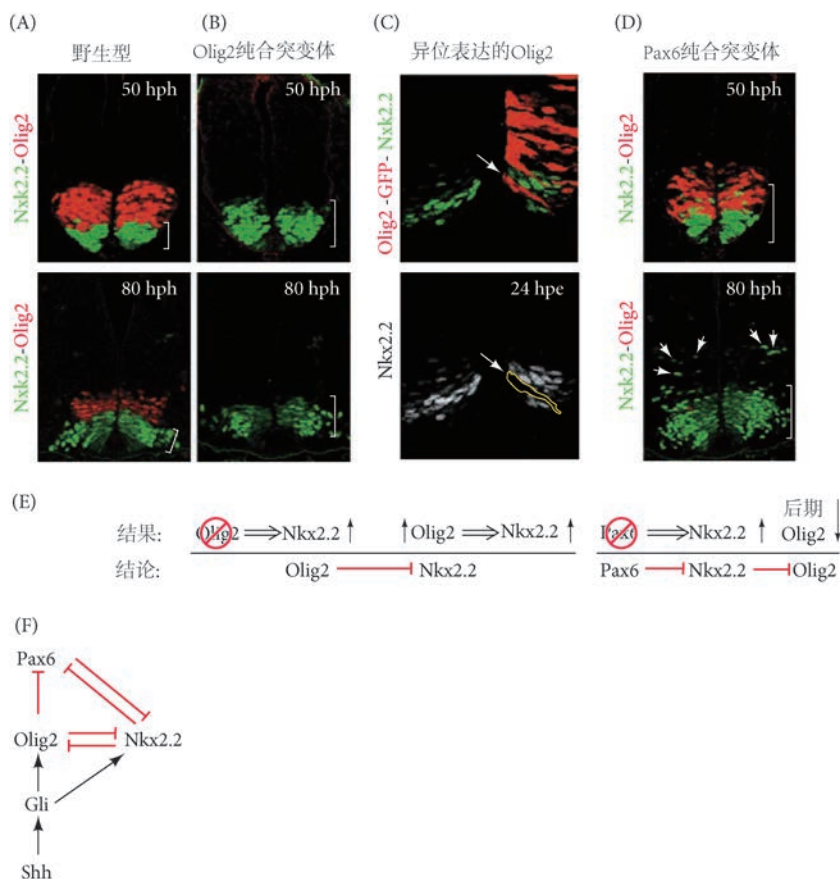 (A)
野生型
(B)
Olig2纯合突变体
(C)
异位表达的Olig2
(D)
Pax6纯合突变体
50 hph
50 hph
50 hph
Nxk2.2-Olig2
Olig2-GFP-Nkx2.2
Nxk2.2-Olig2
80 hph
80 hph
24 hpe
80 hph
Nxk2.2-Olig2
Nkx2.2
Nxk2.2-Olig2
(E)
结果: Olig2 ⇒ Nkx2.2 ↑ ↑ Olig2 ⇒ Nkx2.2 ↑ Pax6 ⇒ Nkx2.2 ↑ 后期 Olig2 ↓
结论: Olig2 ⊣ Nkx2.2 Pax6 ⊣ Nkx2.2 ⊣ Olig2
(F)
Pax6
Olig2 Nkx2.2
Gli
Shh